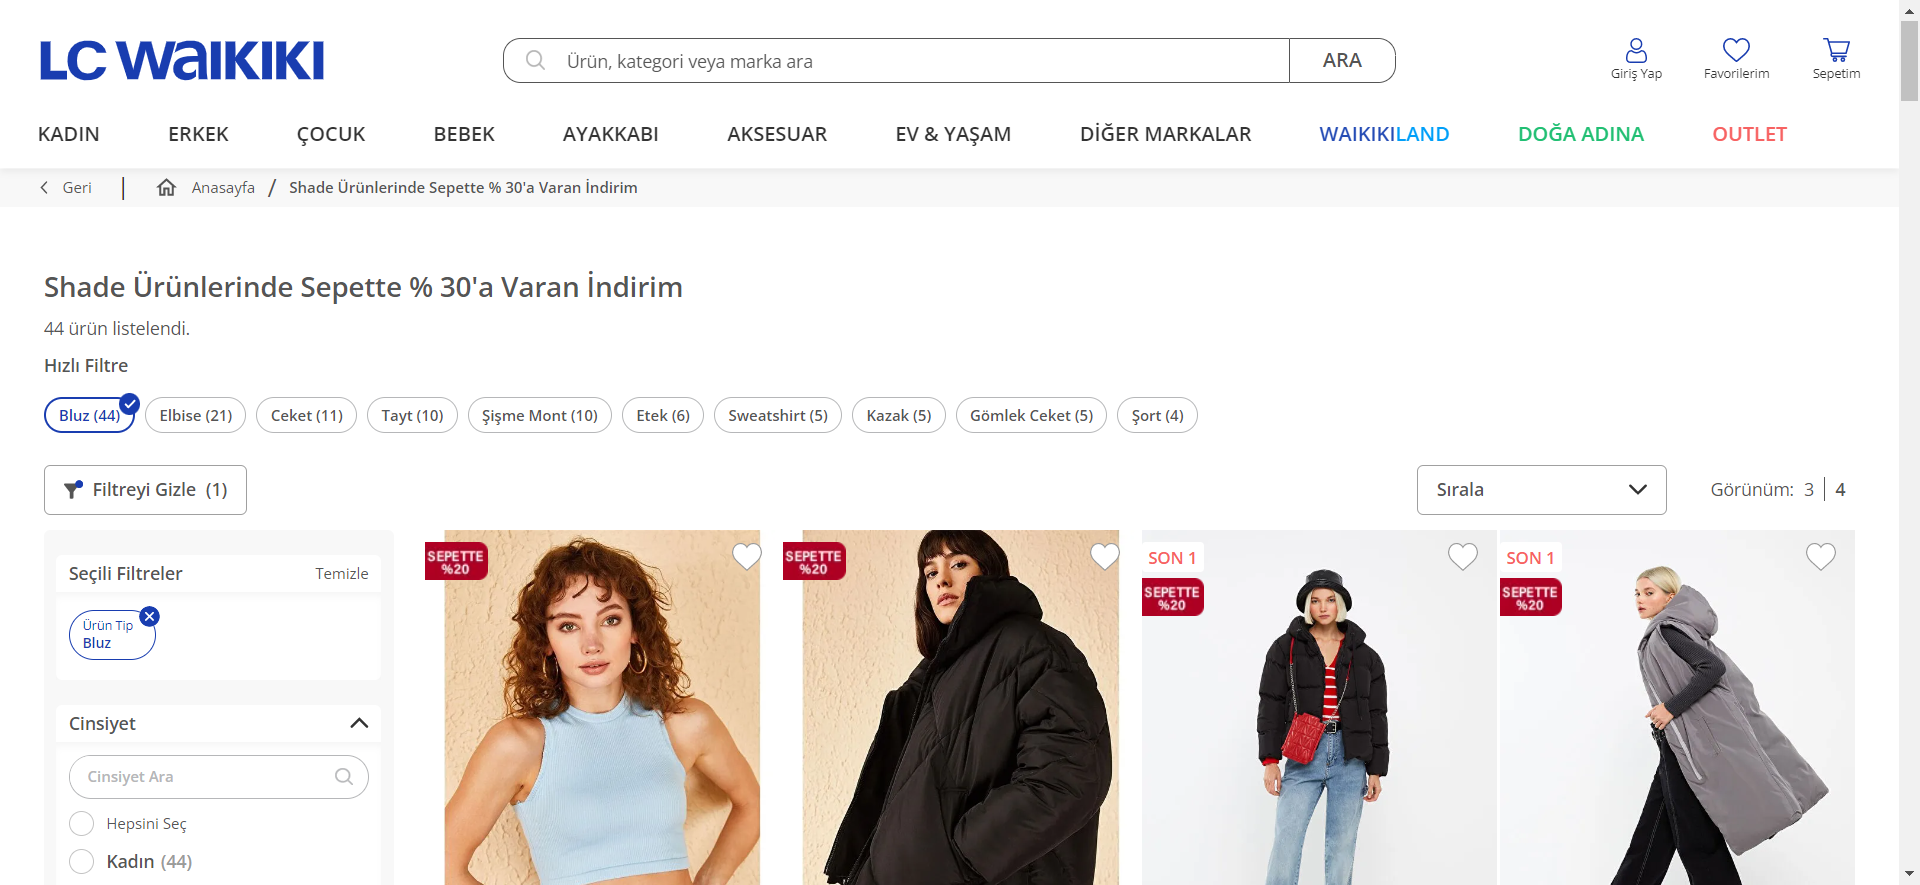 LC WAIKIKI
Ürün, kategori veya marka ara
ARA
Giriş Yap
Favorilerim
Sepetim
KADIN
ERKEK
ÇOCUK
BEBEK
AYAKKABI
AKSESUAR
EV & YAŞAM
DİĞER MARKALAR
WAIKIKILAND
DOĞA ADINA
OUTLET
Geri
Anasayfa / Shade Ürünlerinde Sepette % 30'a Varan İndirim
Shade Ürünlerinde Sepette % 30'a Varan İndirim
44 ürün listelendi.
Hızlı Filtre
Bluz (44)
Elbise (21)
Ceket (11)
Tayt (10)
Şişme Mont (10)
Etek (6)
Sweatshirt (5)
Kazak (5)
Gömlek Ceket (5)
Şort (4)
Filtreyi Gizle (1)
Sırala
Görünüm: 3 | 4
Seçili Filtreler
Temizle
Ürün Tip
Bluz
Cinsiyet
Cinsiyet Ara
Hepsini Seç
Kadın (44)
SEPETTE
%20
SEPETTE
%20
SON 1
SEPETTE
%20
SON 1
SEPETTE
%20